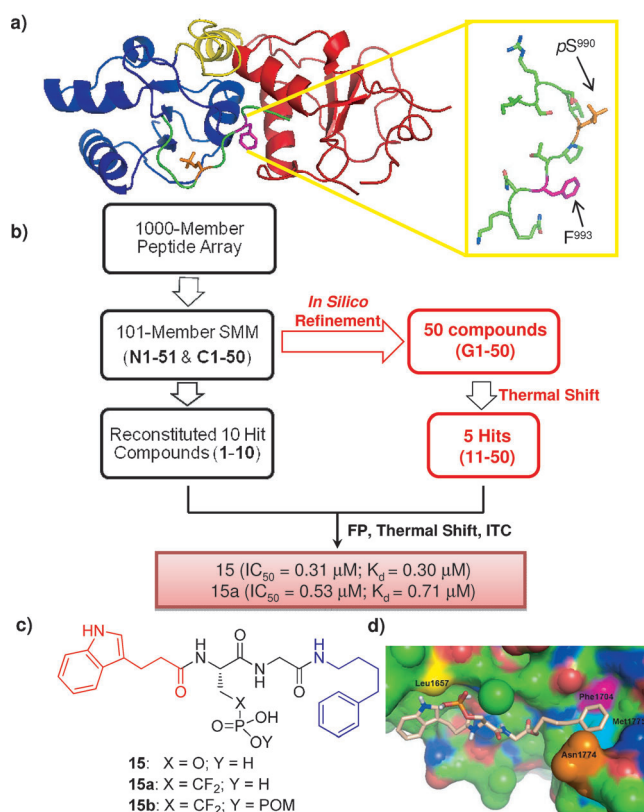 a)
pS990
F993
b)
1000-Member
Peptide Array
101-Member SMM
(N1-51 & C1-50)
In Silico
Refinement
50 compounds
(G1-50)
Thermal Shift
Reconstituted 10 Hit
Compounds (1-10)
5 Hits
(11-50)
FP, Thermal Shift, ITC
15 (IC50 = 0.31 μM; Kd = 0.30 μM)
15a (IC50 = 0.53 μM; Kd = 0.71 μM)
c)
HN
O
H
N
O
N
H
O
H
N
X
O=P-OH
OY
15: X = O; Y = H
15a: X = CF2; Y = H
15b: X = CF2; Y = POM
d)
Leu1657
Phe1704
Asn1774